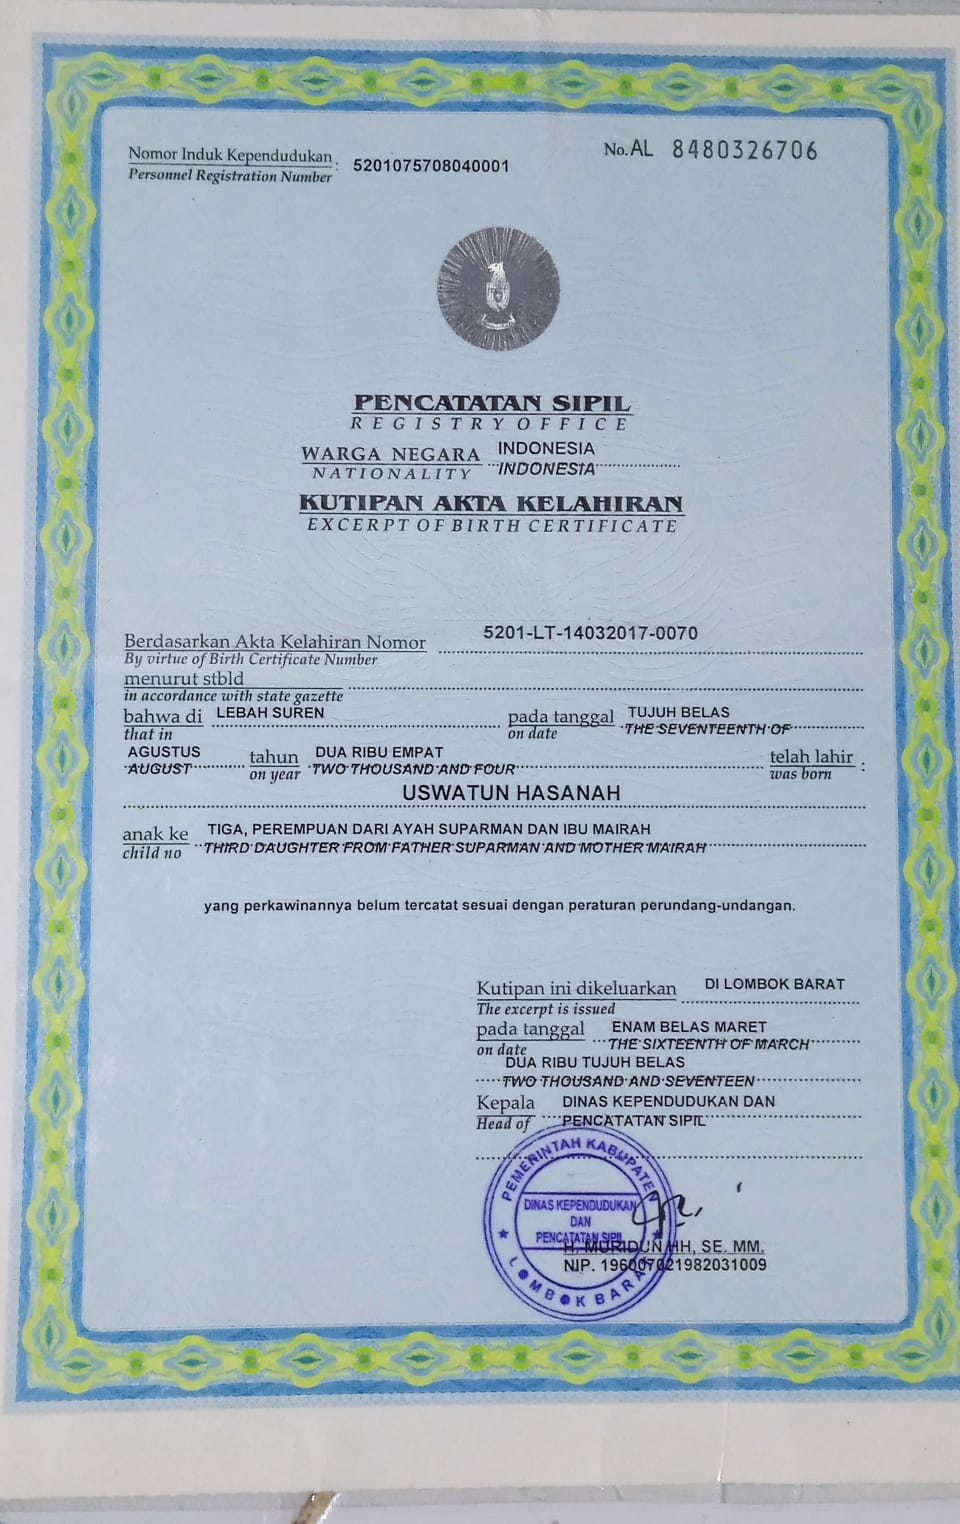 Nomor Induk Kependudukan : 5201075708040001
Personnel Registration Number
No. AL 8480326706
PENCATATAN SIPIL
REGISTRY OFFICE
WARGA NEGARA INDONESIA
NATIONALITY INDONESIA
KUTIPAN AKTA KELAHIRAN
EXCERPT OF BIRTH CERTIFICATE
Berdasarkan Akta Kelahiran Nomor 5201-LT-14032017-0070
By virtue of Birth Certificate Number
menurut stbld
in accordance with state gazette
bahwa di LEBAH SUREN pada tanggal TUJUH BELAS
that in on date THE SEVENTEENTH OF
AGUSTUS tahun DUA RIBU EMPAT telah lahir :
AUGUST on year TWO THOUSAND AND FOUR was born
USWATUN HASANAH
anak ke TIGA, PEREMPUAN DARI AYAH SUPARMAN DAN IBU MAIRAH
child no THIRD DAUGHTER FROM FATHER SUPARMAN AND MOTHER MAIRAH
yang perkawinannya belum tercatat sesuai dengan peraturan perundang-undangan.
Kutipan ini dikeluarkan DI LOMBOK BARAT
The excerpt is issued
pada tanggal ENAM BELAS MARET
on date THE SIXTEENTH OF MARCH
DUA RIBU TUJUH BELAS
TWO THOUSAND AND SEVENTEEN
Kepala DINAS KEPENDUDUKAN DAN
Head of PENCATATAN SIPIL
PEMERINTAH KABUPATEN
DINAS KEPENDUDUKAN
DAN
PENCATATAN SIPIL
LOMBOK BARAT
H. MURIDUN HH, SE. MM.
NIP. 196007021982031009